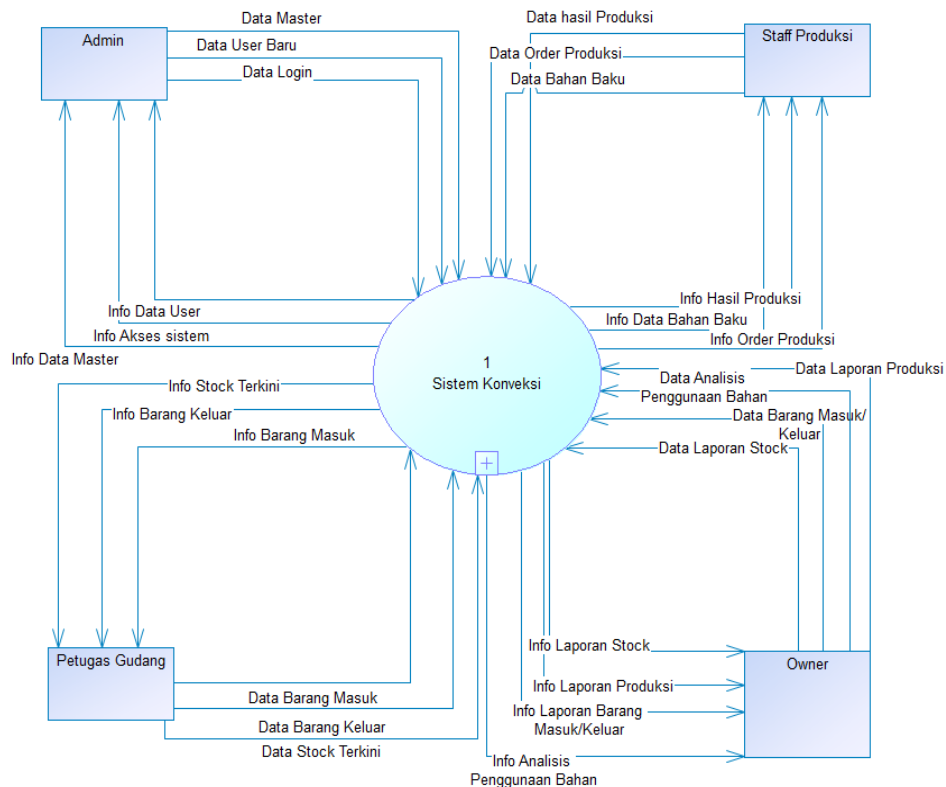 Data Master
Admin
Data User Baru
Data Login
Data hasil Produksi
Staff Produksi
Data Order Produksi
Data Bahan Baku
Info Data User
Info Akses sistem
Info Data Master
Info Hasil Produksi
Info Data Bahan Baku
Info Order Produksi
1
Sistem Konveksi
Info Stock Terkini
Info Barang Keluar
Info Barang Masuk
Data Laporan Produksi
Data Analisis
Penggunaan Bahan
Data Barang Masuk/
Keluar
Data Laporan Stock
Petugas Gudang
Data Barang Masuk
Data Barang Keluar
Data Stock Terkini
Info Laporan Stock
Owner
Info Laporan Produksi
Info Laporan Barang
Masuk/Keluar
Info Analisis
Penggunaan Bahan